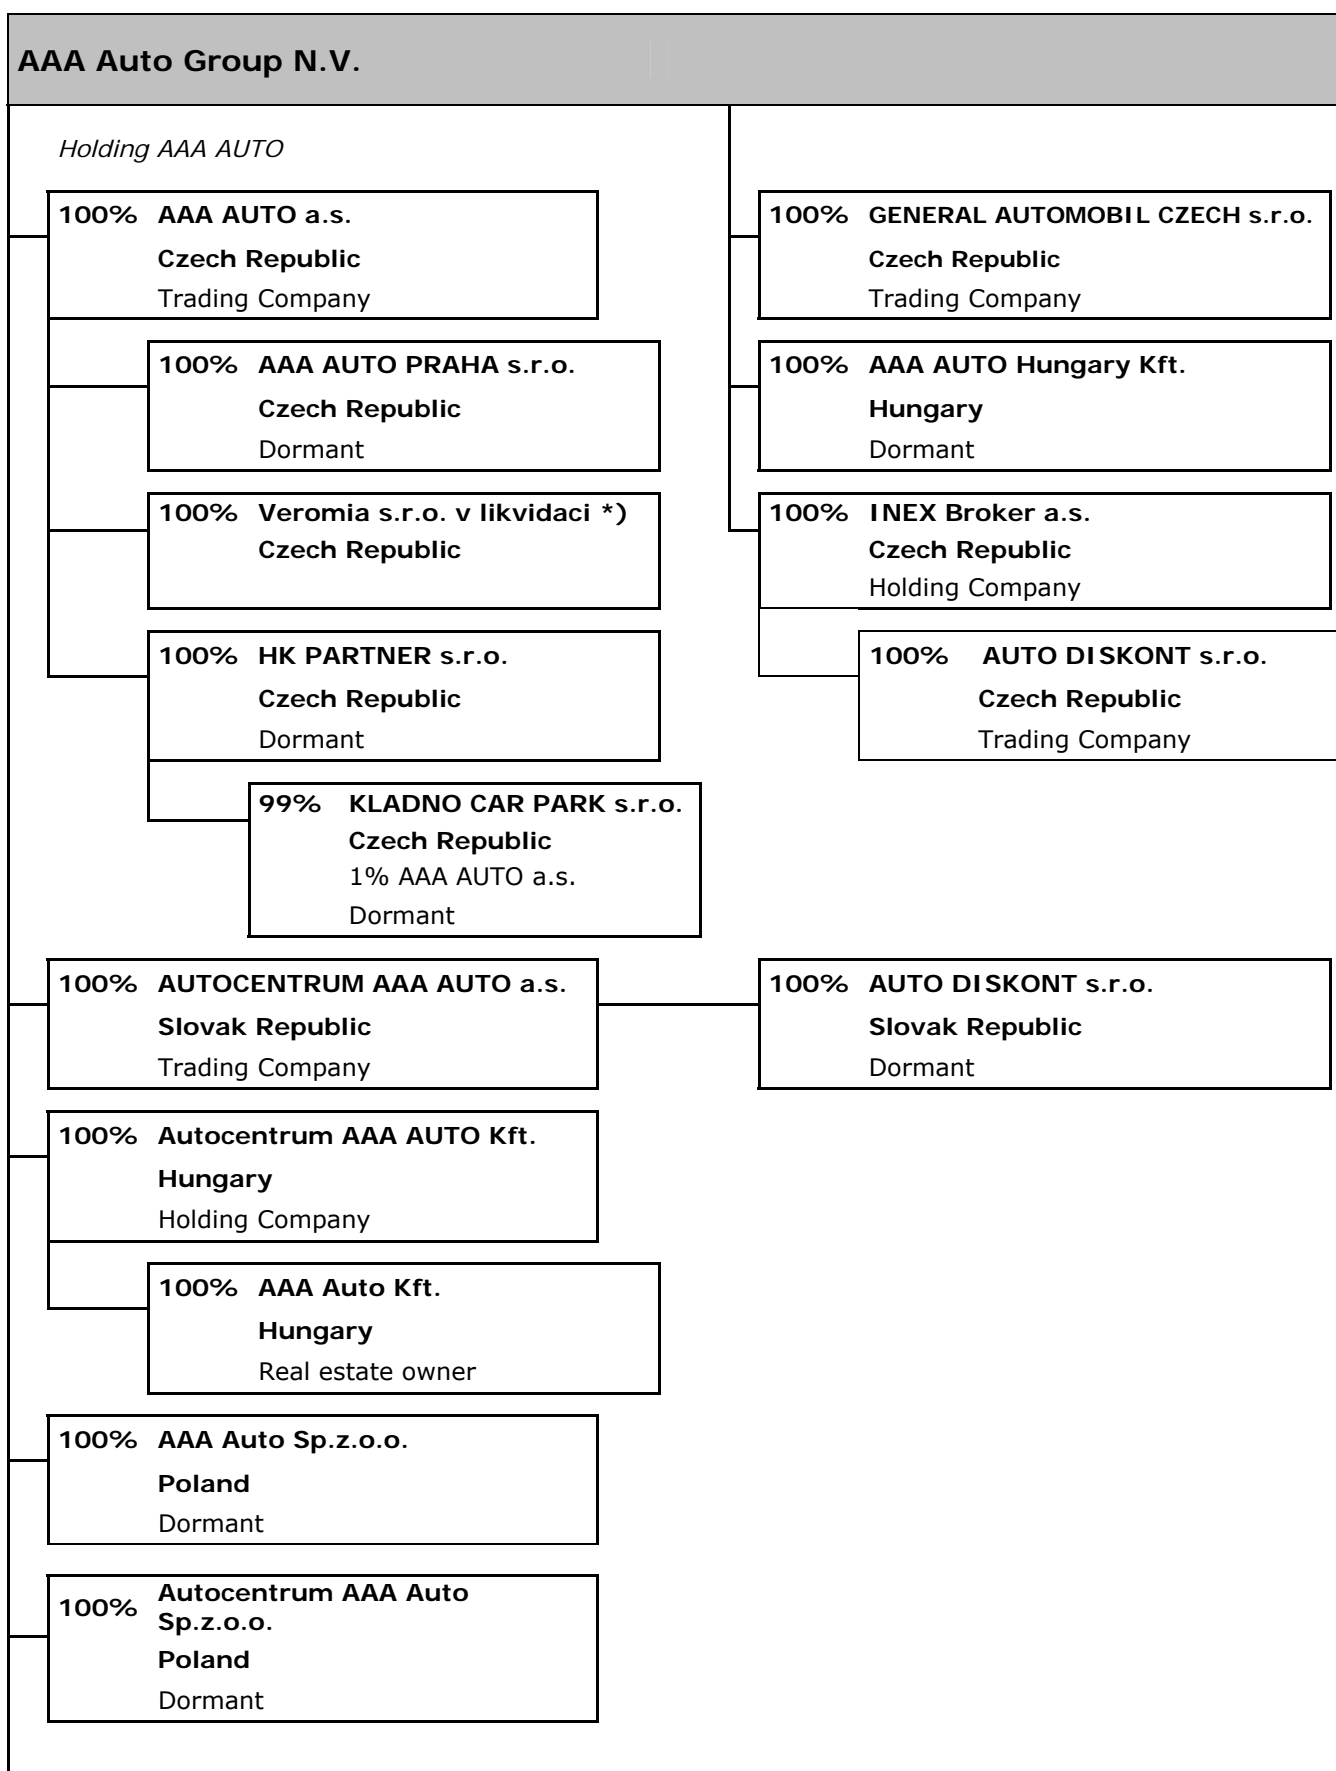 AAA Auto Group N.V.
Holding AAA AUTO
100% AAA AUTO a.s.
Czech Republic
Trading Company
100% GENERAL AUTOMOBIL CZECH s.r.o.
Czech Republic
Trading Company
100% AAA AUTO PRAHA s.r.o.
Czech Republic
Dormant
100% AAA AUTO Hungary Kft.
Hungary
Dormant
100% Veromia s.r.o. v likvidaci *)
Czech Republic
100% INEX Broker a.s.
Czech Republic
Holding Company
100% HK PARTNER s.r.o.
Czech Republic
Dormant
100% AUTO DISKONT s.r.o.
Czech Republic
Trading Company
99% KLADNO CAR PARK s.r.o.
Czech Republic
1% AAA AUTO a.s.
Dormant
100% AUTOCENTRUM AAA AUTO a.s.
Slovak Republic
Trading Company
100% AUTO DISKONT s.r.o.
Slovak Republic
Dormant
100% Autocentrum AAA AUTO Kft.
Hungary
Holding Company
100% AAA Auto Kft.
Hungary
Real estate owner
100% AAA Auto Sp.z.o.o.
Poland
Dormant
100% Autocentrum AAA Auto
Sp.z.o.o.
Poland
Dormant